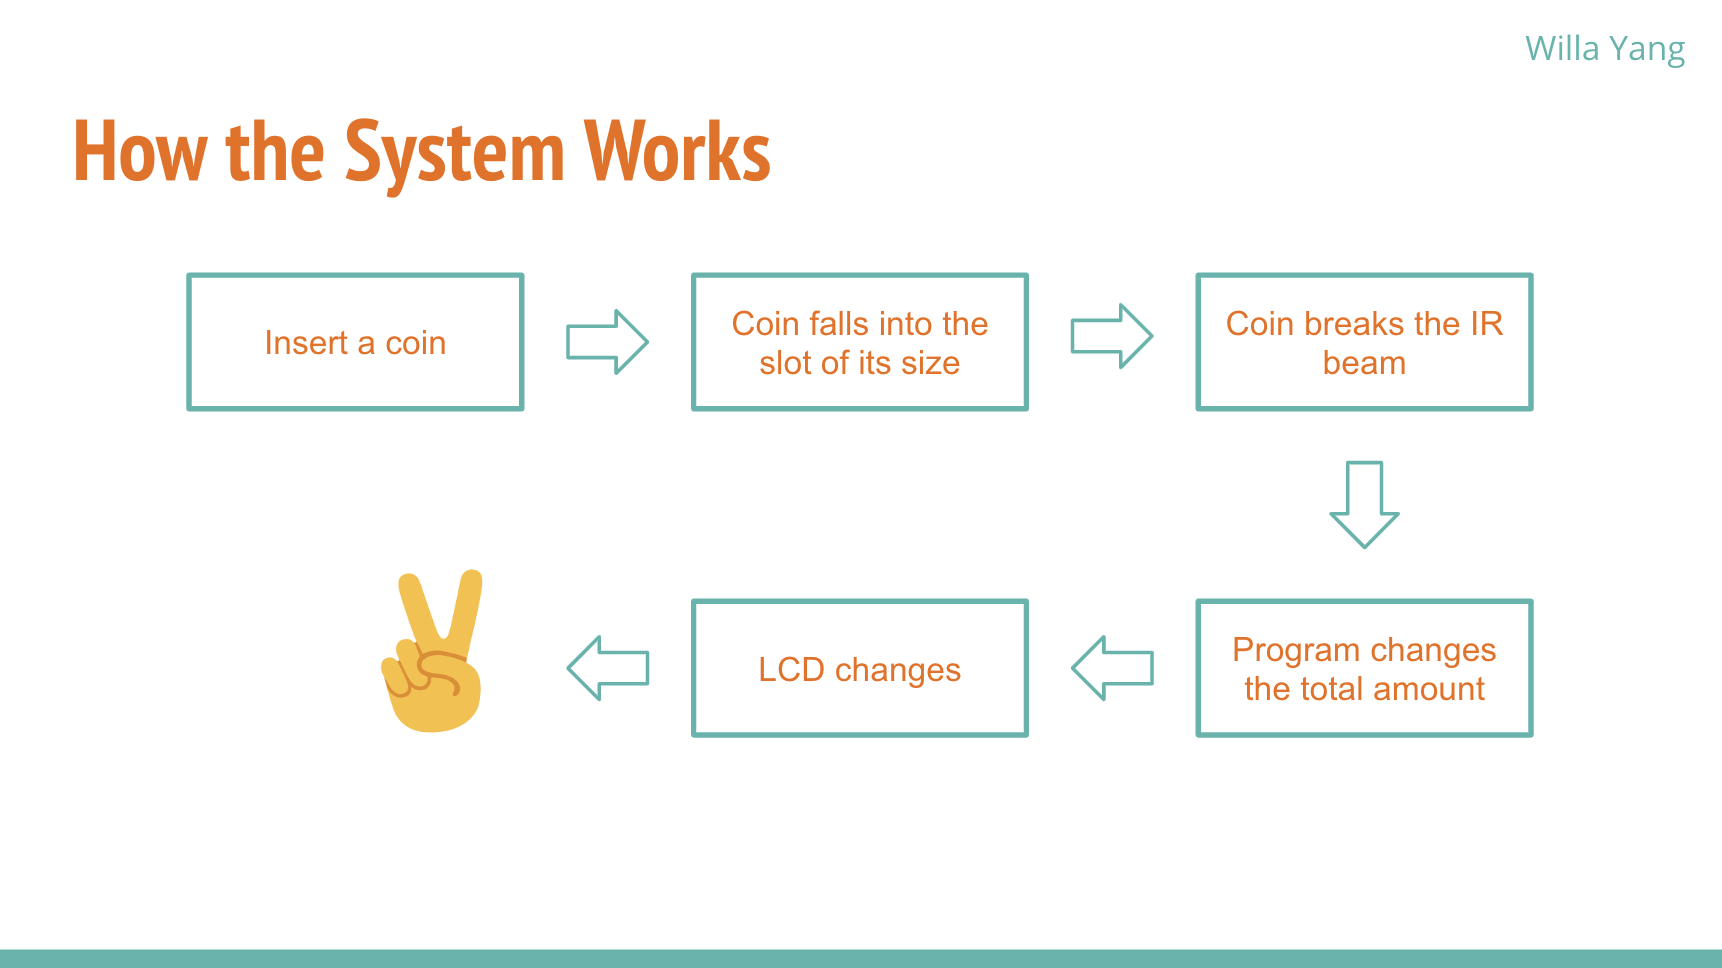 Willa Yang
How the System Works
Insert a coin
Coin falls into the
slot of its size
Coin breaks the IR
beam
Program changes
the total amount
LCD changes